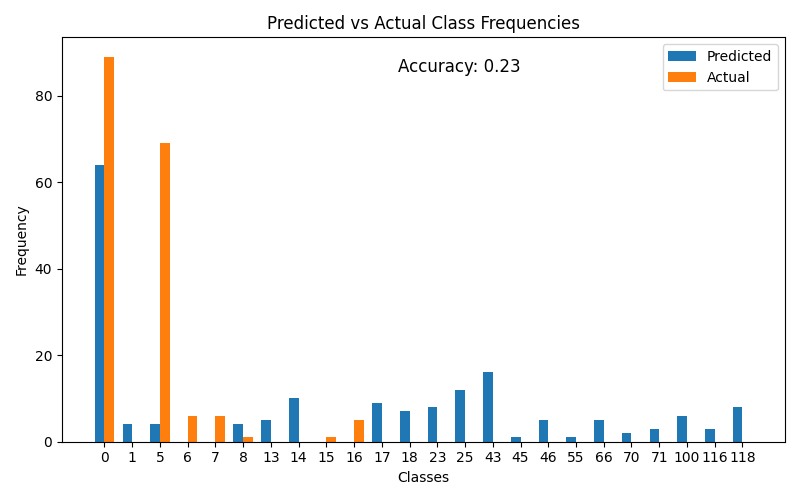 Predicted vs Actual Class Frequencies
Accuracy: 0.23
Predicted
Actual
Frequency
80
60
40
20
0
0 1 5 6 7 8 13 14 15 16 17 18 23 25 43 45 46 55 66 70 71 100 116 118
Classes